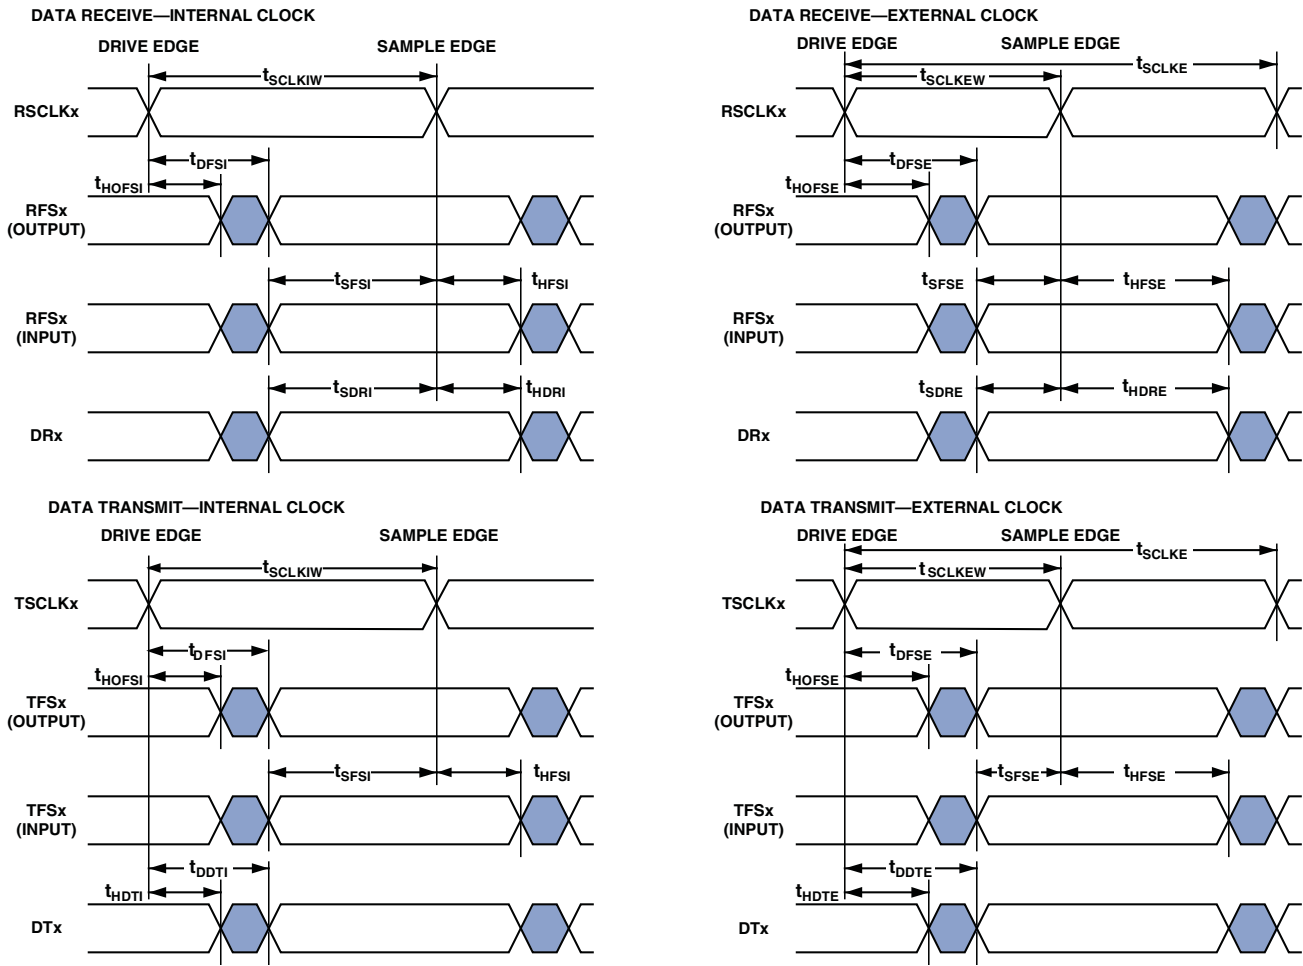 DATA RECEIVE—INTERNAL CLOCK
DRIVE EDGE
SAMPLE EDGE
tSCLKIW
RSCLKx
tDFSI
tHOFSI
RFSx
(OUTPUT)
tSFSI
tHFSI
RFSx
(INPUT)
tSDRI
tHDRI
DRx
DATA RECEIVE—EXTERNAL CLOCK
DRIVE EDGE
SAMPLE EDGE
tSCLKE
tSCLKEW
RSCLKx
tDFSE
tHOFSE
RFSx
(OUTPUT)
tSFSE
tHFSE
RFSx
(INPUT)
tSDRE
tHDRE
DRx
DATA TRANSMIT—INTERNAL CLOCK
DRIVE EDGE
SAMPLE EDGE
tSCLKIW
TSCLKx
tDFSI
tHOFSI
TFSx
(OUTPUT)
tSFSI
tHFSI
TFSx
(INPUT)
tDDTI
tHDTI
DTx
DATA TRANSMIT—EXTERNAL CLOCK
DRIVE EDGE
SAMPLE EDGE
tSCLKE
tSCLKEW
TSCLKx
tDFSE
tHOFSE
TFSx
(OUTPUT)
tSFSE
tHFSE
TFSx
(INPUT)
tDDTE
tHDTE
DTx